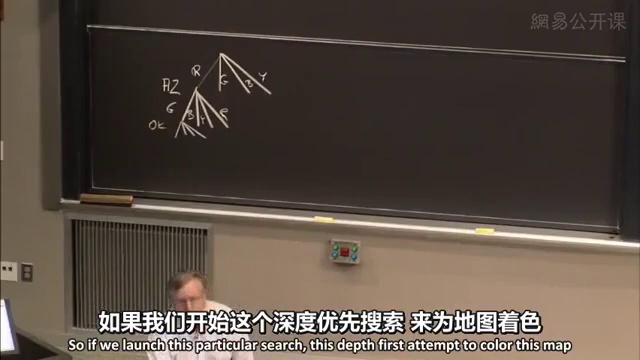 網易公开课
R
G
B
Y
AZ
G
B
Y
R
OK
如果我们开始这个深度优先搜索 来为地图着色
So if we launch this particular search, this depth first attempt to color this map